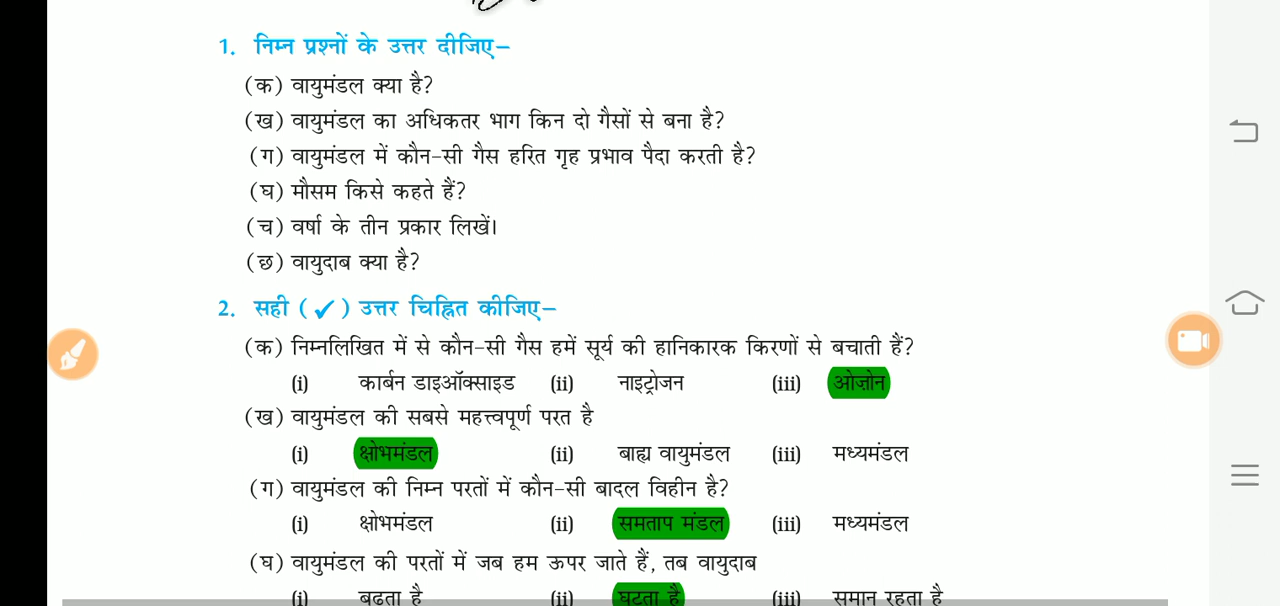 1. निम्न प्रश्नों के उत्तर दीजिए–
(क) वायुमंडल क्या है?
(ख) वायुमंडल का अधिकतर भाग किन दो गैसों से बना है?
(ग) वायुमंडल में कौन-सी गैस हरित गृह प्रभाव पैदा करती है?
(घ) मौसम किसे कहते हैं?
(च) वर्षा के तीन प्रकार लिखें।
(छ) वायुदाब क्या है?
2. सही (✓) उत्तर चिह्नित कीजिए–
(क) निम्नलिखित में से कौन-सी गैस हमें सूर्य की हानिकारक किरणों से बचाती हैं?
(i) कार्बन डाइऑक्साइड (ii) नाइट्रोजन (iii) ओज़ोन
(ख) वायुमंडल की सबसे महत्त्वपूर्ण परत है
(i) क्षोभमंडल (ii) बाह्य वायुमंडल (iii) मध्यमंडल
(ग) वायुमंडल की निम्न परतों में कौन-सी बादल विहीन है?
(i) क्षोभमंडल (ii) समताप मंडल (iii) मध्यमंडल
(घ) वायुमंडल की परतों में जब हम ऊपर जाते हैं, तब वायुदाब
(i) बढ़ता है (ii) घटता है (iii) समान रहता है